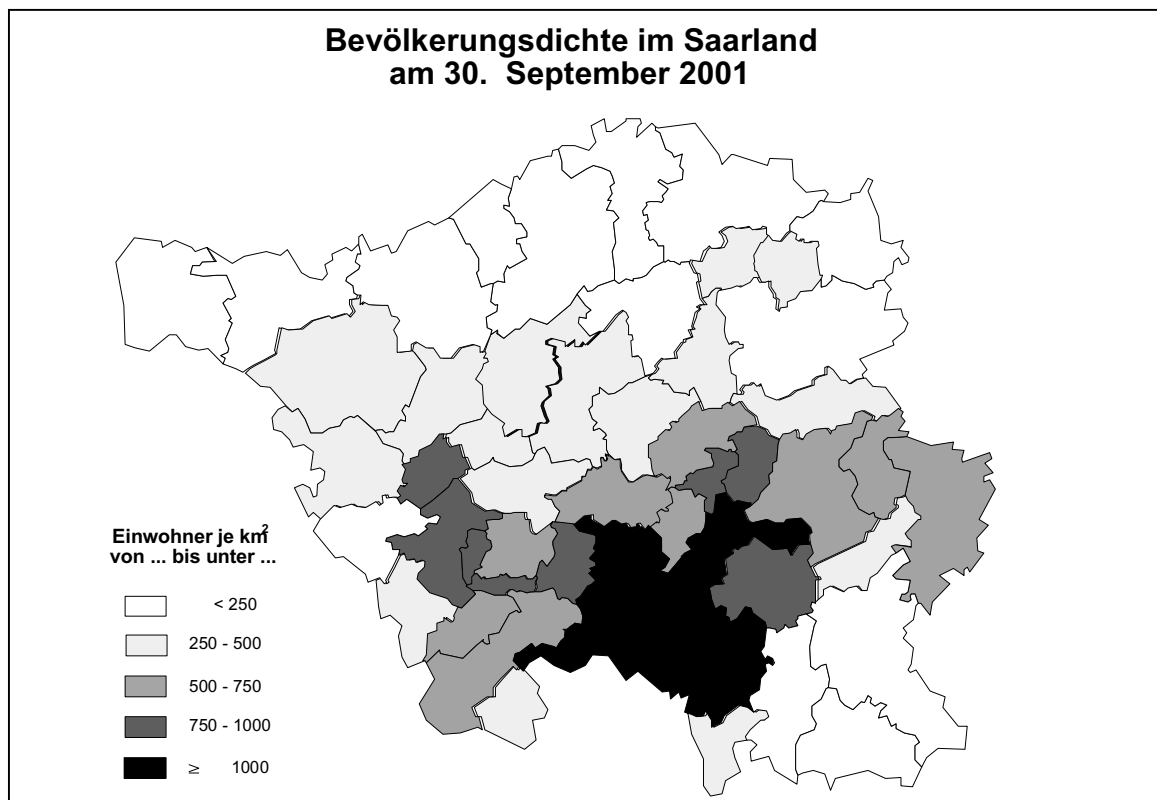 Bevölkerungsdichte im Saarland
am 30. September 2001
Einwohner je km²
von ... bis unter ...
< 250
250 - 500
500 - 750
750 - 1000
≥ 1000